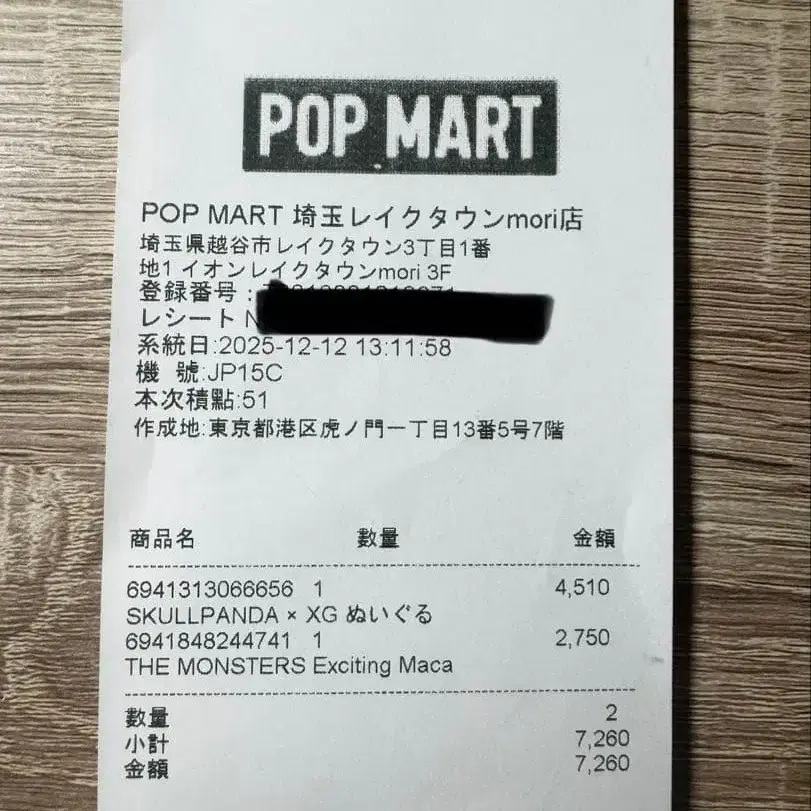 POP MART
POP MART 埼玉レイクタウンmori店
埼玉県越谷市レイクタウン3丁目1番
地1 イオンレイクタウンmori 3F
登録番号:
レシート N
系統日:2025-12-12 13:11:58
機 號:JP15C
本次積點:51
作成地:東京都港区虎ノ門一丁目13番5号7階
商品名 數量 金額
6941313066656 1 4,510
SKULLPANDA × XG ぬいぐる
6941848244741 1 2,750
THE MONSTERS Exciting Maca
數量 2
小計 7,260
金額 7,260